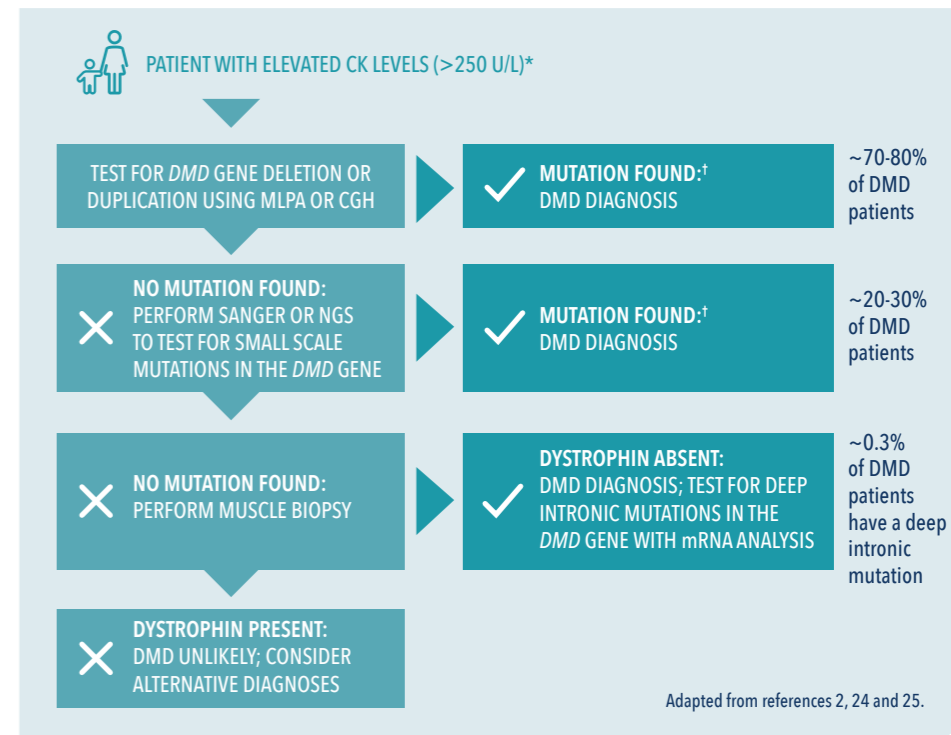 PATIENT WITH ELEVATED CK LEVELS (>250 U/L)*
TEST FOR DMD GENE DELETION OR
DUPLICATION USING MLPA OR CGH
MUTATION FOUND:†
DMD DIAGNOSIS
~70-80%
of DMD
patients
NO MUTATION FOUND:
PERFORM SANGER OR NGS
TO TEST FOR SMALL SCALE
MUTATIONS IN THE DMD GENE
MUTATION FOUND:†
DMD DIAGNOSIS
~20-30%
of DMD
patients
NO MUTATION FOUND:
PERFORM MUSCLE BIOPSY
DYSTROPHIN ABSENT:
DMD DIAGNOSIS; TEST FOR DEEP
INTRONIC MUTATIONS IN THE
DMD GENE WITH mRNA ANALYSIS
~0.3%
of DMD
patients
have a deep
intronic
mutation
DYSTROPHIN PRESENT:
DMD UNLIKELY; CONSIDER
ALTERNATIVE DIAGNOSES
Adapted from references 2, 24 and 25.